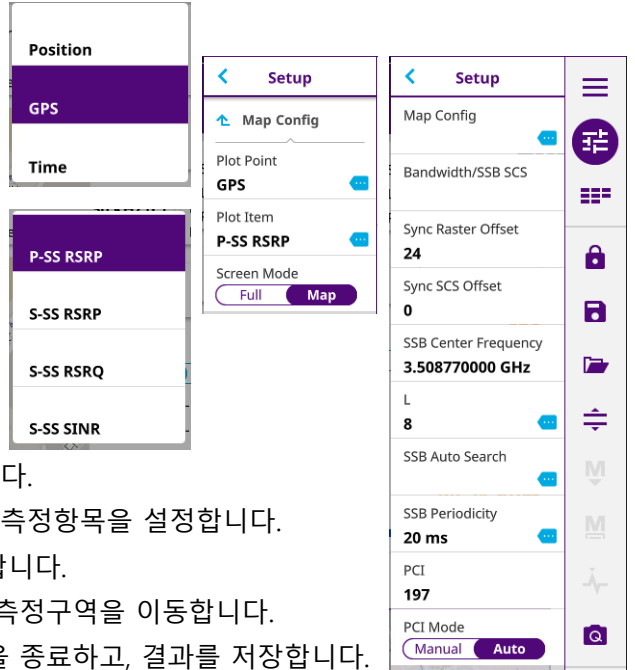 Position
GPS
Time
P-SS RSRP
S-SS RSRP
S-SS RSRQ
S-SS SINR
Setup
Map Config
Plot Point
GPS
Plot Item
P-SS RSRP
Screen Mode
Full Map
Setup
Map Config
Bandwidth/SSB SCS
Sync Raster Offset
24
Sync SCS Offset
0
SSB Center Frequency
3.508770000 GHz
L
8
SSB Auto Search
SSB Periodicity
20 ms
PCI
197
PCI Mode
Manual Auto
M
M
다.
측정항목을 설정합니다.
합니다.
측정구역을 이동합니다.
을 종료하고, 결과를 저장합니다.